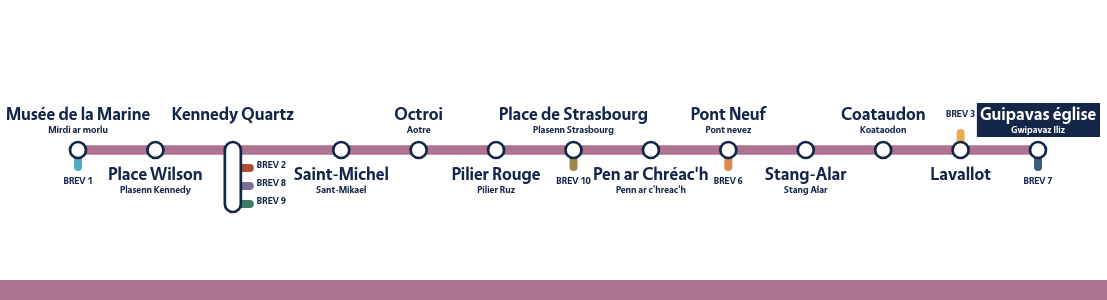 Musée de la Marine
Mirdi ar morlu
BREV 1
Place Wilson
Plasenn Kennedy
Kennedy Quartz
BREV 2
BREV 8
BREV 9
Saint-Michel
Sant-Mikael
Octroi
Aotre
Pilier Rouge
Pilier Ruz
Place de Strasbourg
Plasenn Strasbourg
BREV 10
Pen ar Chréac'h
Penn ar c'hreac'h
Pont Neuf
Pont nevez
BREV 6
Stang-Alar
Stang Alar
Coataudon
Koataodon
BREV 3
Lavallot
Guipavas église
Gwipavaz Iliz
BREV 7